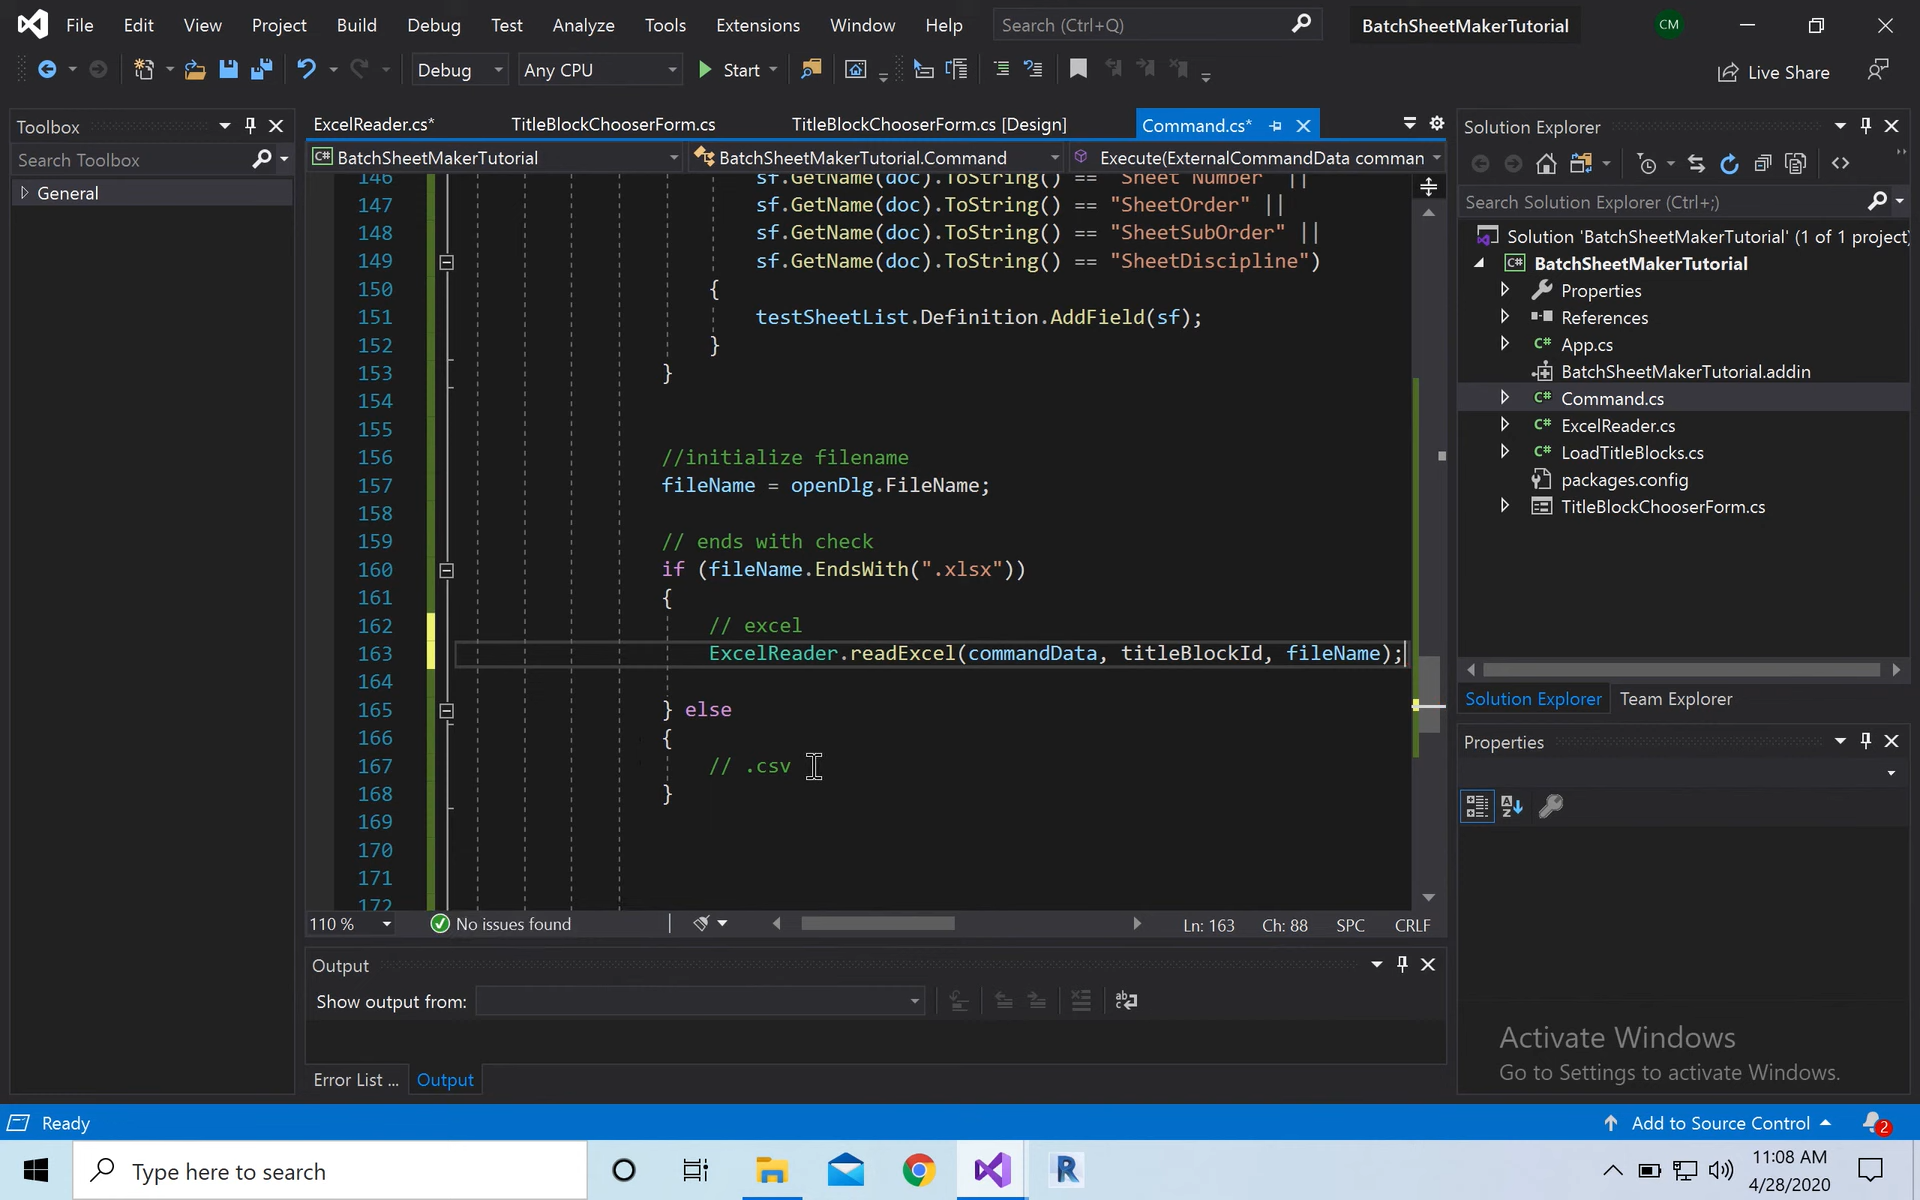 File Edit View Project Build Debug Test Analyze Tools Extensions Window Help Search (Ctrl+Q) BatchSheetMakerTutorial CM
Debug Any CPU Start Live Share
Toolbox
Search Toolbox
General
ExcelReader.cs* TitleBlockChooserForm.cs TitleBlockChooserForm.cs [Design] Command.cs*
C# BatchSheetMakerTutorial BatchSheetMakerTutorial.Command Execute(ExternalCommandData comman
146 sf.GetName(doc).ToString() == "Sheet Number" ||
147 sf.GetName(doc).ToString() == "SheetOrder" ||
148 sf.GetName(doc).ToString() == "SheetSubOrder" ||
149 sf.GetName(doc).ToString() == "SheetDiscipline")
150 {
151 testSheetList.Definition.AddField(sf);
152 }
153 }
154
155
156 //initialize filename
157 fileName = openDlg.FileName;
158
159 // ends with check
160 if (fileName.EndsWith(".xlsx"))
161 {
162 // excel
163 ExcelReader.readExcel(commandData, titleBlockId, fileName);
164
165 } else
166 {
167 // .csv
168 }
169
170
171
172
110 % No issues found Ln: 163 Ch: 88 SPC CRLF
Output
Show output from:
Error List ... Output
Solution Explorer
Search Solution Explorer (Ctrl+;)
Solution 'BatchSheetMakerTutorial' (1 of 1 project)
C# BatchSheetMakerTutorial
Properties
References
C# App.cs
BatchSheetMakerTutorial.addin
C# Command.cs
C# ExcelReader.cs
C# LoadTitleBlocks.cs
packages.config
TitleBlockChooserForm.cs
Solution Explorer Team Explorer
Properties
Activate Windows
Go to Settings to activate Windows.
Ready Add to Source Control 2
Type here to search R 11:08 AM
4/28/2020